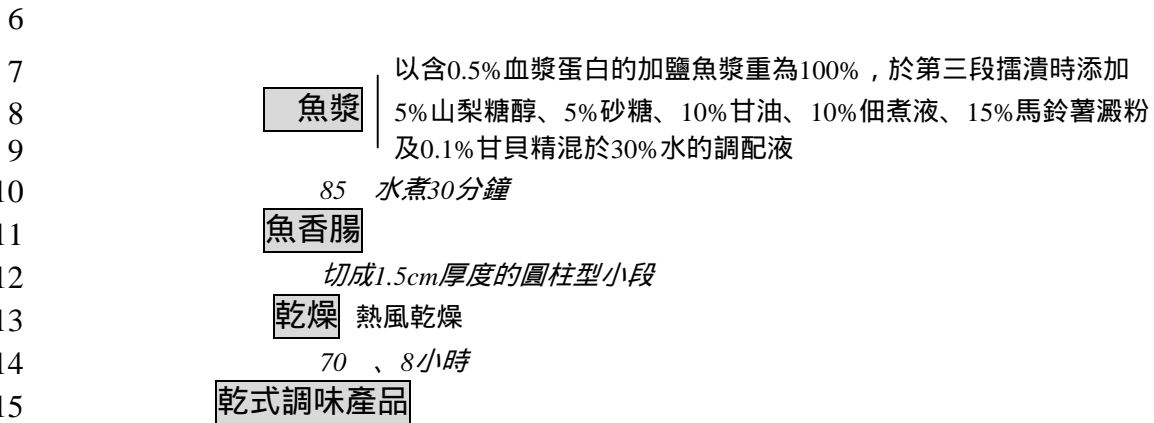 6
7 以含0.5%血漿蛋白的加鹽魚漿重為100%，於第三段擂潰時添加
8 魚漿 5%山梨糖醇、5%砂糖、10%甘油、10%佃煮液、15%馬鈴薯澱粉
9 及0.1%甘貝精混於30%水的調配液
10 85 水煮30分鐘
11 魚香腸
12 切成1.5cm厚度的圓柱型小段
13 乾燥 熱風乾燥
14 70 、8小時
15 乾式調味產品